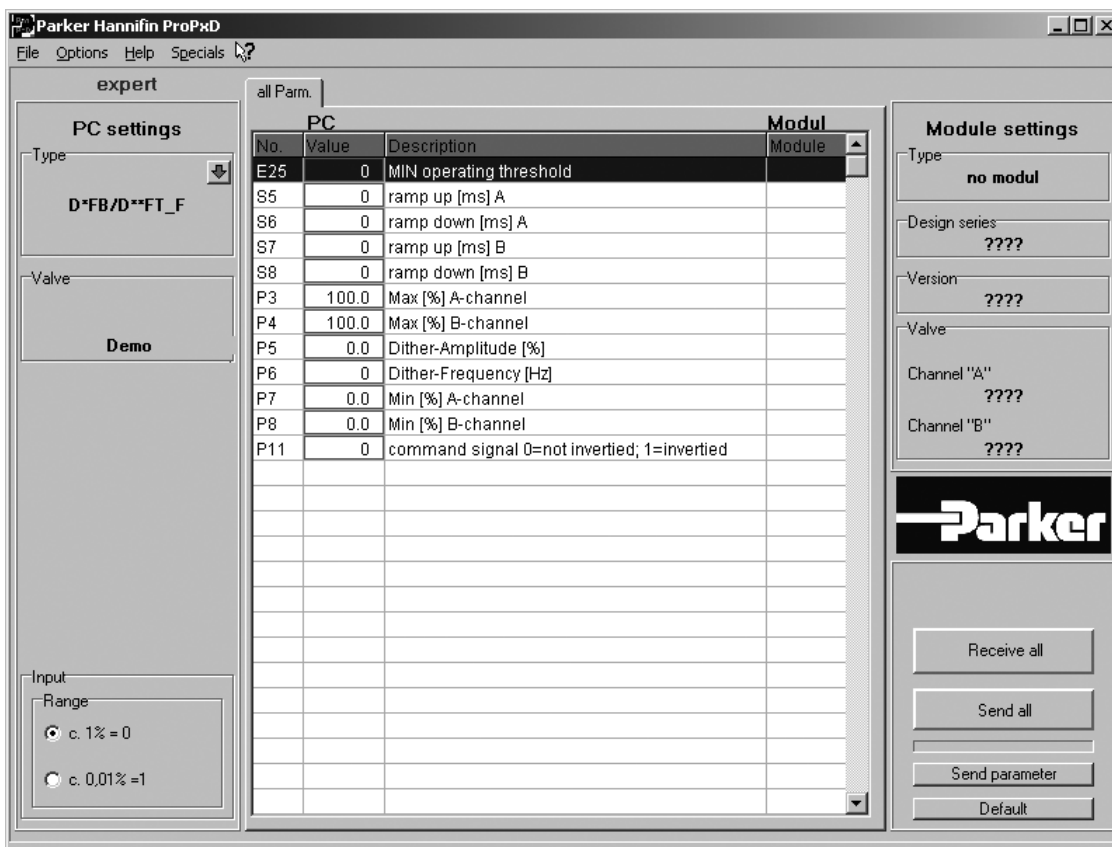 Parker Hannifin ProPxD
File Options Help Specials
expert
PC settings
Type
D*FB/D**FT_F
Valve
Demo
Input
Range
c. 1% = 0
c. 0,01% =1
all Parm.
PC Modul
No. Value Description Module
E25 0 MIN operating threshold
S5 0 ramp up [ms] A
S6 0 ramp down [ms] A
S7 0 ramp up [ms] B
S8 0 ramp down [ms] B
P3 100.0 Max [%] A-channel
P4 100.0 Max [%] B-channel
P5 0.0 Dither-Amplitude [%]
P6 0 Dither-Frequency [Hz]
P7 0.0 Min [%] A-channel
P8 0.0 Min [%] B-channel
P11 0 command signal 0=not invertied; 1=invertied
Module settings
Type
no modul
Design series
????
Version
????
Valve
Channel "A"
????
Channel "B"
????
Parker
Receive all
Send all
Send parameter
Default